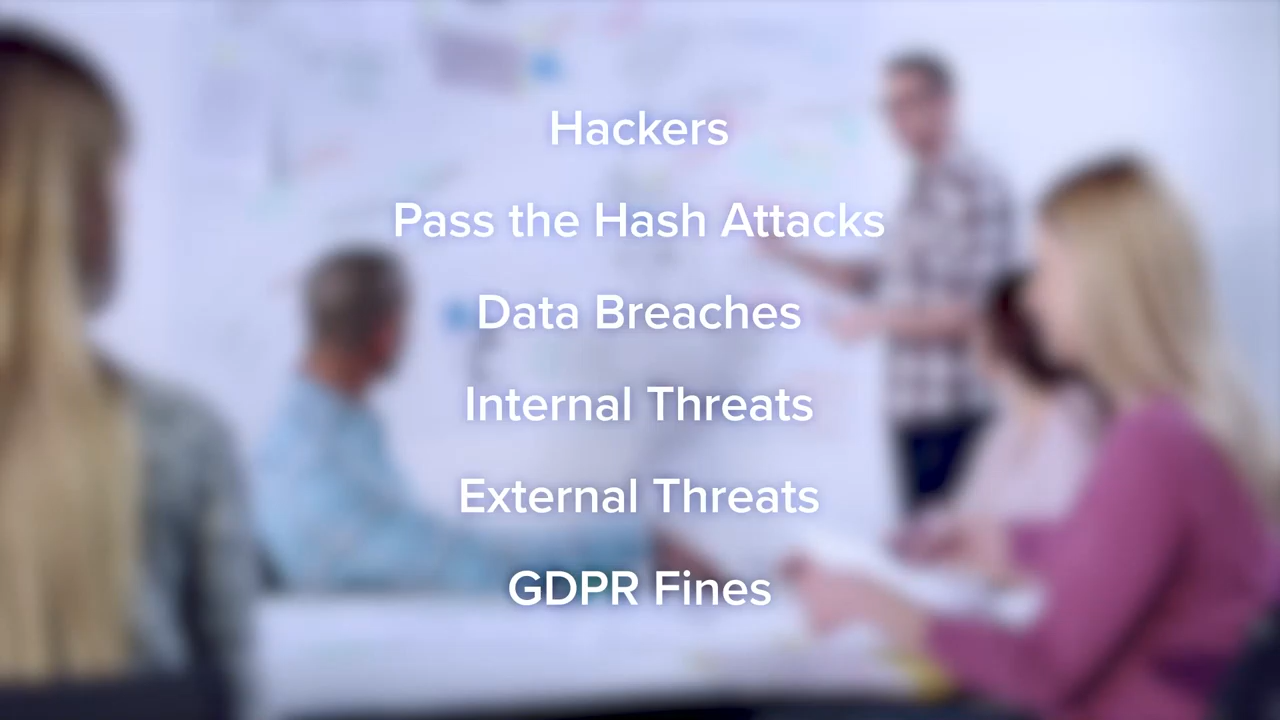 Hackers
Pass the Hash Attacks
Data Breaches
Internal Threats
External Threats
GDPR Fines